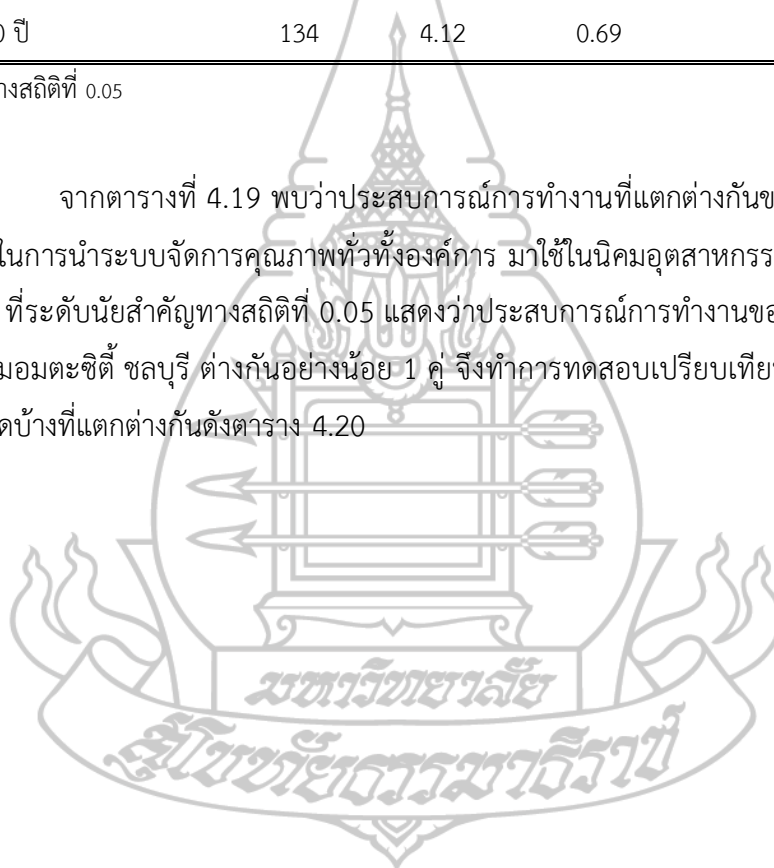 0 ปี 134 4.12 0.69
างสถิติที่ 0.05
จากตารางที่ 4.19 พบว่าประสบการณ์การทำงานที่แตกต่างกันข
ในการนำระบบจัดการคุณภาพทั่วทั้งองค์การ มาใช้ในนิคมอุตสาหกรร
ที่ระดับนัยสำคัญทางสถิติที่ 0.05 แสดงว่าประสบการณ์การทำงานขอ
มอมตะซิตี้ ชลบุรี ต่างกันอย่างน้อย 1 คู่ จึงทำการทดสอบเปรียบเทีย
ดบ้างที่แตกต่างกันดังตาราง 4.20
มหาวิทยาลัย
สุโขทัยธรรมาธิราช